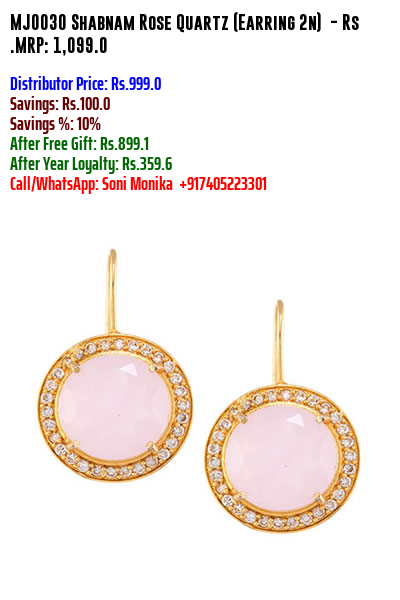 MJ0030 Shabnam Rose Quartz (Earring 2n) - Rs
.MRP: 1,099.0
Distributor Price: Rs.999.0
Savings: Rs.100.0
Savings %: 10%
After Free Gift: Rs.899.1
After Year Loyalty: Rs.359.6
Call/WhatsApp: Soni Monika +917405223301